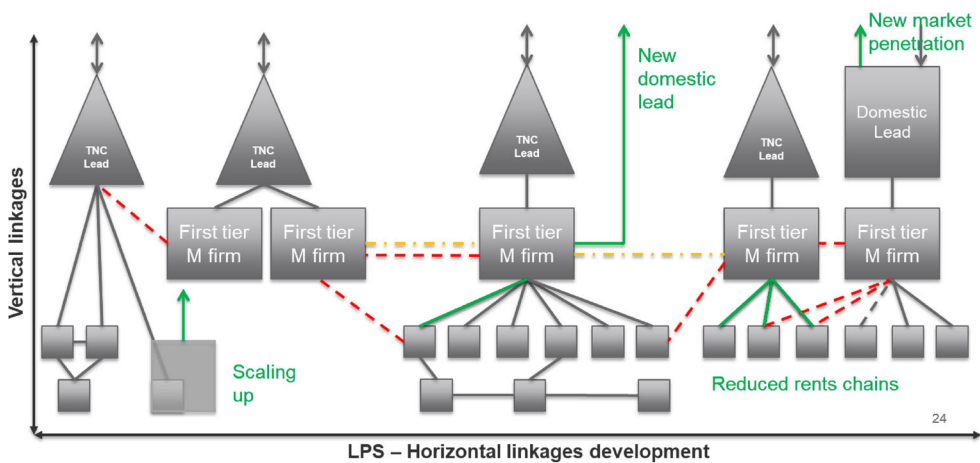 New market
penetration
New
domestic
lead
TNC
Lead
TNC
Lead
TNC
Lead
TNC
Lead
Domestic
Lead
First tier
M firm
First tier
M firm
First tier
M firm
First tier
M firm
First tier
M firm
Vertical linkages
Scaling
up
Reduced rents chains
24
LPS – Horizontal linkages development